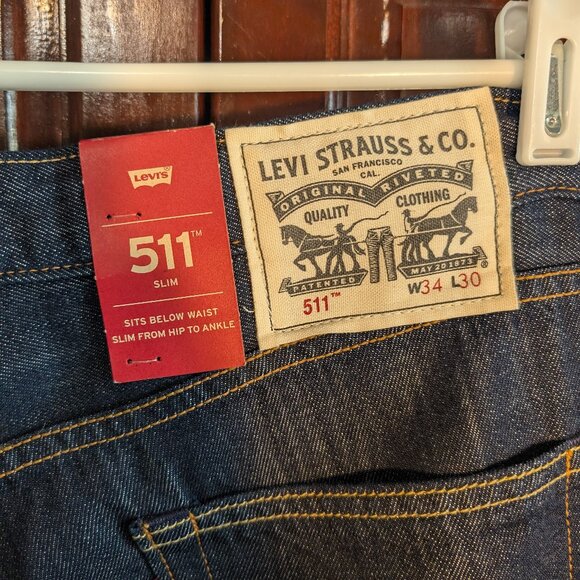 Levi's
511™
SLIM
SITS BELOW WAIST
SLIM FROM HIP TO ANKLE
LEVI STRAUSS & CO.
SAN FRANCISCO
CAL.
ORIGINAL RIVETED
QUALITY CLOTHING
PATENTED MAY 20 1873
511™ W34 L30